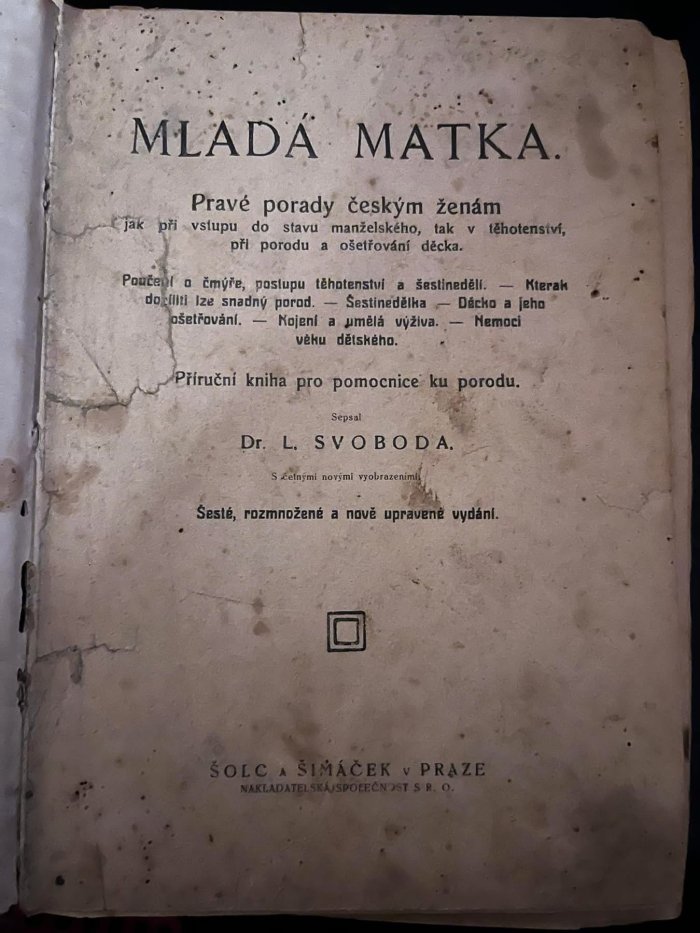 MLADÁ MATKA.
Pravé porady českým ženám
jak při vstupu do stavu manželského, tak v těhotenství,
při porodu a ošetřování děcka.
Poučení o čmýře, postupu těhotenství a šestinedělí. — Kterak
docíliti lze snadný porod. — Šestinedělka — Děcko a jeho
ošetřování. — Kojení a umělá výživa. — Nemoci
věku dětského.
Příruční kniha pro pomocnice ku porodu.
Sepsal
Dr. L. SVOBODA.
S četnými novými vyobrazeními.
Šesté, rozmnožené a nově upravené vydání.
ŠOLC A ŠIMÁČEK V PRAZE
NAKLADATELSKÁ SPOLEČNOST S R. O.